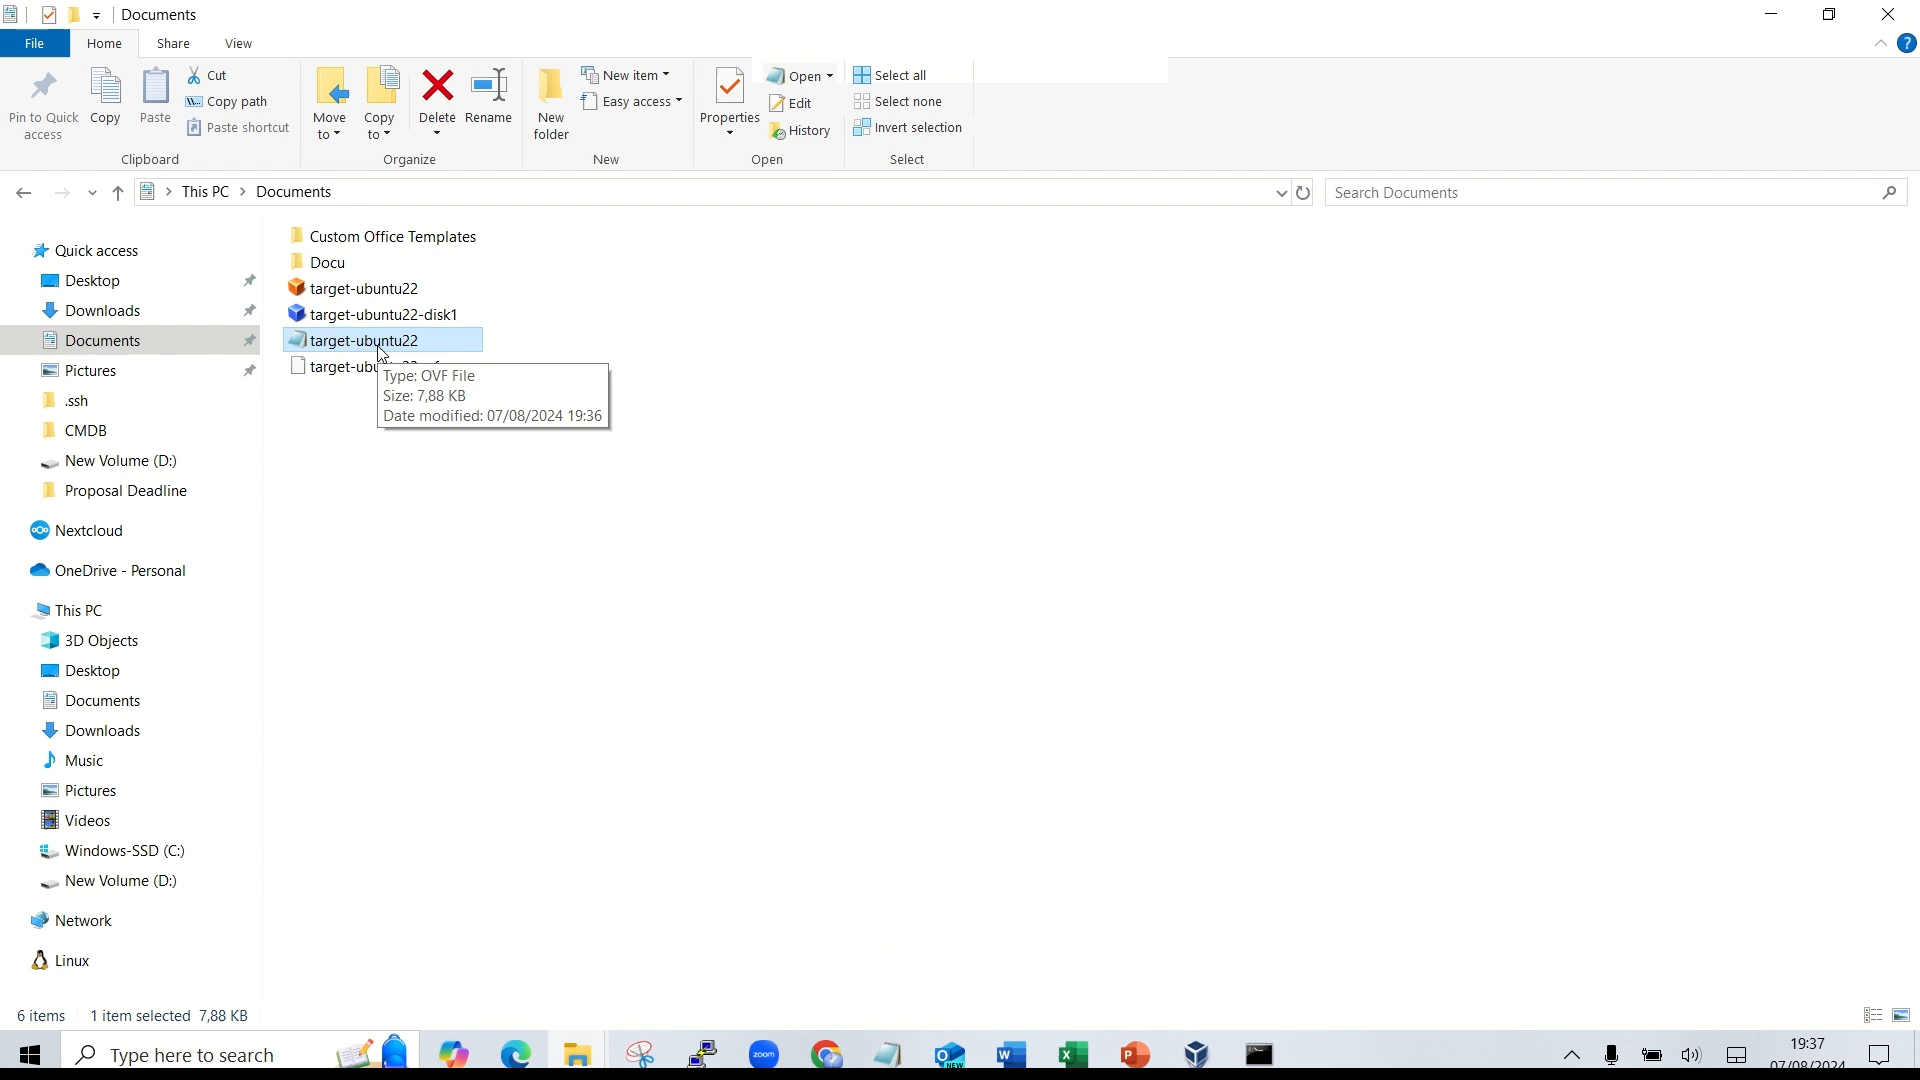 Documents
File Home Share View
Pin to Quick access
Copy
Paste
Cut
Copy path
Paste shortcut
Clipboard
Move to
Copy to
Delete
Rename
Organize
New folder
New item
Easy access
New
Properties
Open
Edit
History
Open
Select all
Select none
Invert selection
Select
This PC > Documents
Search Documents
Quick access
Desktop
Downloads
Documents
Pictures
.ssh
CMDB
New Volume (D:)
Proposal Deadline
Nextcloud
OneDrive - Personal
This PC
3D Objects
Desktop
Documents
Downloads
Music
Pictures
Videos
Windows-SSD (C:)
New Volume (D:)
Network
Linux
Custom Office Templates
Docu
target-ubuntu22
target-ubuntu22-disk1
target-ubuntu22
Type: OVF File
Size: 7,88 KB
Date modified: 07/08/2024 19:36
6 items 1 item selected 7,88 KB
Type here to search
zoom
NEW
19:37
07/08/2024